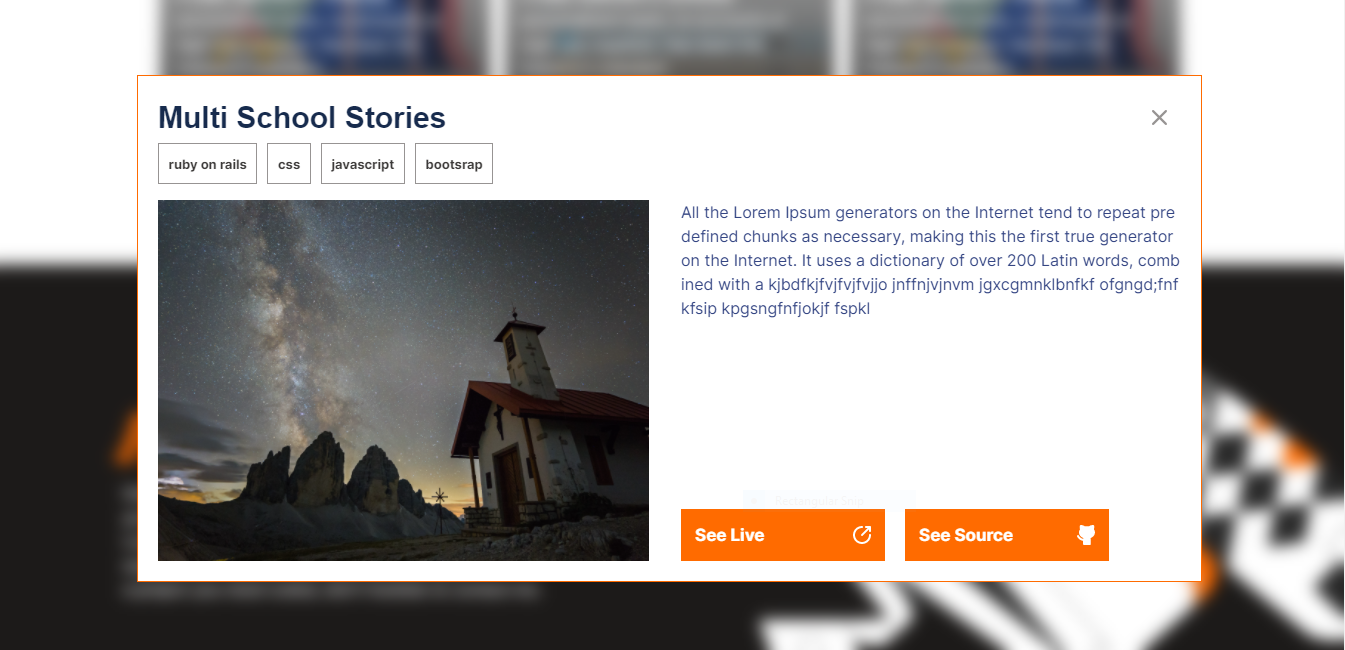 Multi School Stories
ruby on rails css javascript bootsrap
All the Lorem Ipsum generators on the Internet tend to repeat pre
defined chunks as necessary, making this the first true generator
on the Internet. It uses a dictionary of over 200 Latin words, comb
ined with a kjbdfkjfvjfvjfvjjo jnffnjvjnvm jgxcgmnklbnfkf ofgngd;fnf
kfsip kpgsngfnfjokjf fspkl
Rectangular Snip
See Live See Source